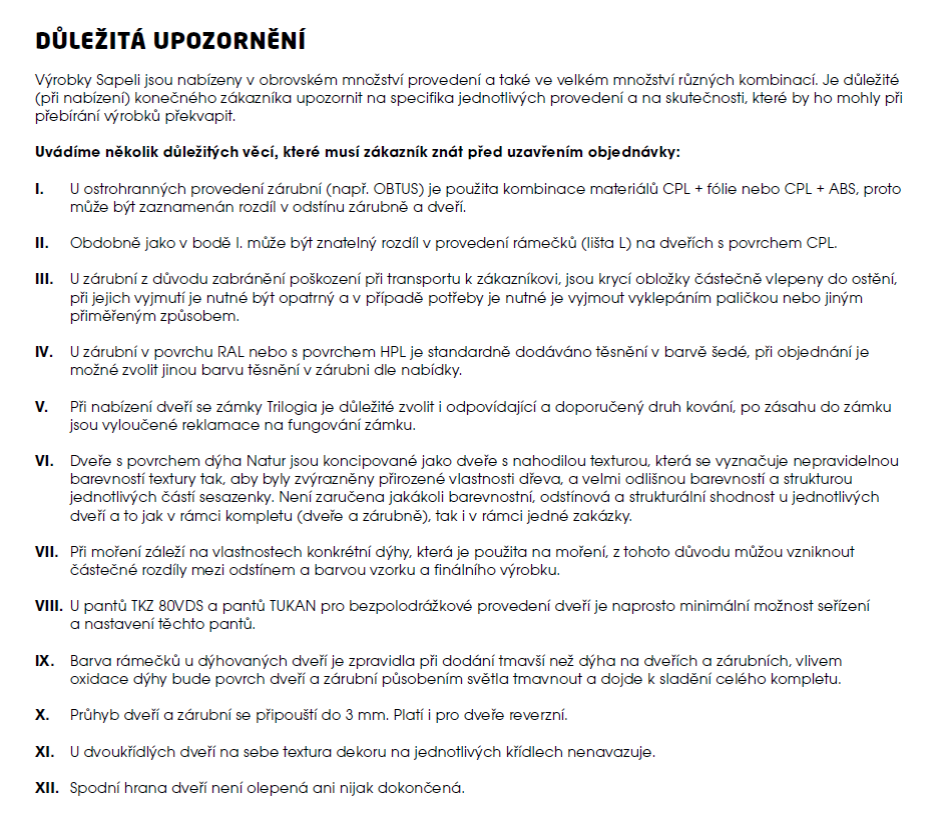 DŮLEŽITÁ UPOZORNĚNÍ
Výrobky Sapeli jsou nabízeny v obrovském množství provedení a také ve velkém množství různých kombinací. Je důležité
(při nabízení) konečného zákazníka upozornit na specifika jednotlivých provedení a na skutečnosti, které by ho mohly při
přebírání výrobků překvapit.
Uvádíme několik důležitých věcí, které musí zákazník znát před uzavřením objednávky:
I. U ostrohranných provedení zárubní (např. OBTUS) je použita kombinace materiálů CPL + fólie nebo CPL + ABS, proto
může být zaznamenán rozdíl v odstínu zárubně a dveří.
II. Obdobně jako v bodě I. může být znatelný rozdíl v provedení rámečků (lišta L) na dveřích s povrchem CPL.
III. U zárubní z důvodu zabránění poškození při transportu k zákazníkovi, jsou krycí obložky částečně vlepeny do ostění,
při jejich vyjmutí je nutné být opatrný a v případě potřeby je nutné je vyjmout vyklepáním paličkou nebo jiným
přiměřeným způsobem.
IV. U zárubní v povrchu RAL nebo s povrchem HPL je standardně dodáváno těsnění v barvě šedé, při objednání je
možné zvolit jinou barvu těsnění v zárubni dle nabídky.
V. Při nabízení dveří se zámky Trilogia je důležité zvolit i odpovídající a doporučený druh kování, po zásahu do zámku
jsou vyloučené reklamace na fungování zámku.
VI. Dveře s povrchem dýha Natur jsou koncipované jako dveře s nahodilou texturou, která se vyznačuje nepravidelnou
barevností textury tak, aby byly zvýrazněny přirozené vlastnosti dřeva, a velmi odlišnou barevností a strukturou
jednotlivých částí sesazenky. Není zaručena jakákoli barevnostní, odstínová a strukturální shodnost u jednotlivých
dveří a to jak v rámci kompletu (dveře a zárubně), tak i v rámci jedné zakázky.
VII. Při moření záleží na vlastnostech konkrétní dýhy, která je použita na moření, z tohoto důvodu můžou vzniknout
částečné rozdíly mezi odstínem a barvou vzorku a finálního výrobku.
VIII. U pantů TKZ 80VDS a pantů TUKAN pro bezpolodrážkové provedení dveří je naprosto minimální možnost seřízení
a nastavení těchto pantů.
IX. Barva rámečků u dýhovaných dveří je zpravidla při dodání tmavší než dýha na dveřích a zárubních, vlivem
oxidace dýhy bude povrch dveří a zárubní působením světla tmavnout a dojde k sladění celého kompletu.
X. Průhyb dveří a zárubní se připouští do 3 mm. Platí i pro dveře reverzní.
XI. U dvoukřídlých dveří na sebe textura dekoru na jednotlivých křídlech nenavazuje.
XII. Spodní hrana dveří není olepená ani nijak dokončená.